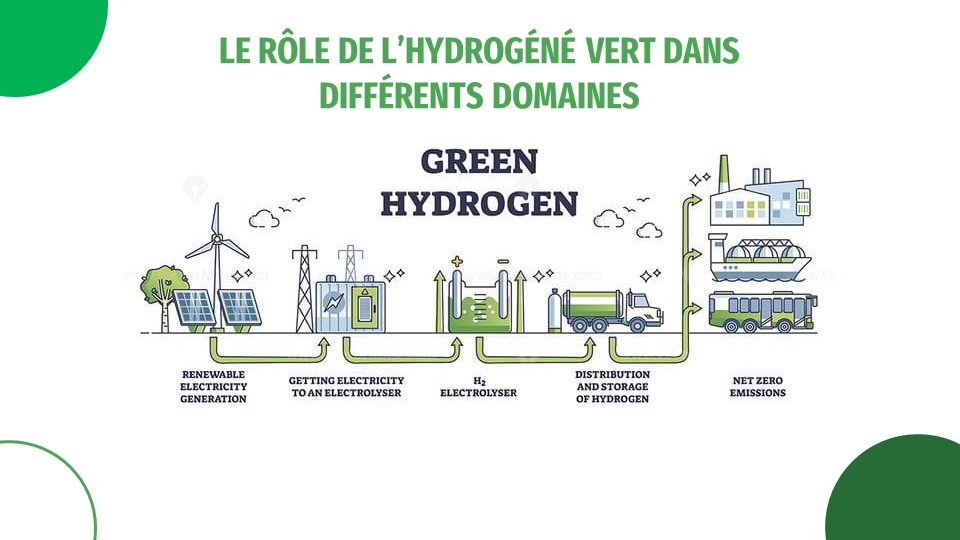 LE RÔLE DE L’HYDROGÉNÉ VERT DANS
DIFFÉRENTS DOMAINES
GREEN
HYDROGEN
+
-
RENEWABLE
ELECTRICITY
GENERATION
GETTING ELECTRICITY
TO AN ELECTROLYSER
H₂
ELECTROLYSER
DISTRIBUTION
AND STORAGE
OF HYDROGEN
NET ZERO
EMISSIONS